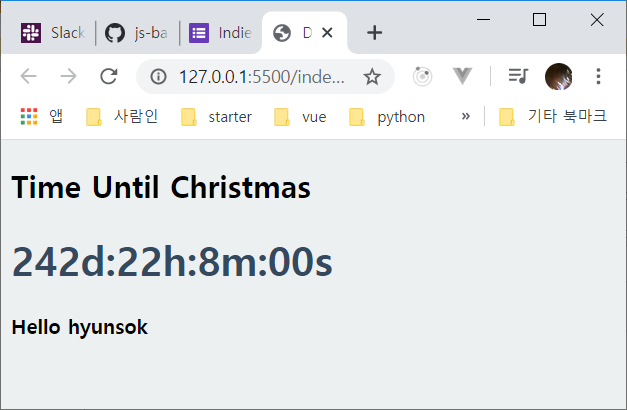 Slack
js-ba
Indie
D
127.0.0.1:5500/inde...
앱
사람인
starter
vue
python
»
기타 북마크
Time Until Christmas
242d:22h:8m:00s
Hello hyunsok